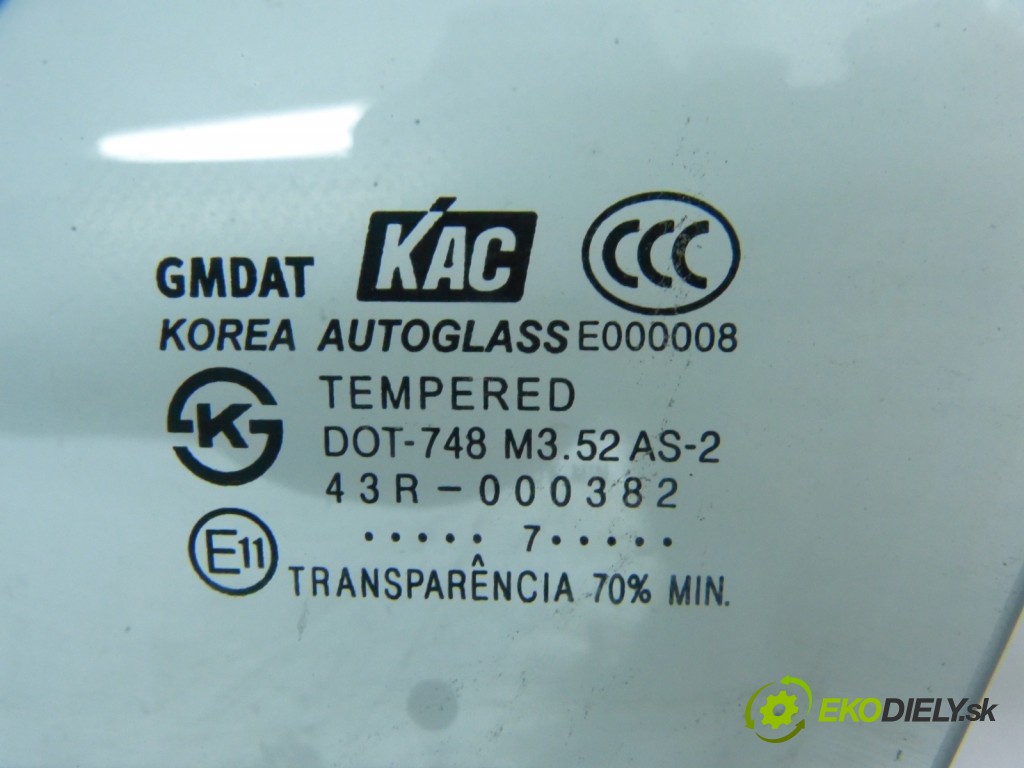 GMDAT KAC CCC
KOREA AUTOGLASS E000008
K TEMPERED
DOT-748 M3.52 AS-2
43R-000382
E11 ..... 7.....
TRANSPARÊNCIA 70% MIN.
EKODIELY.sk